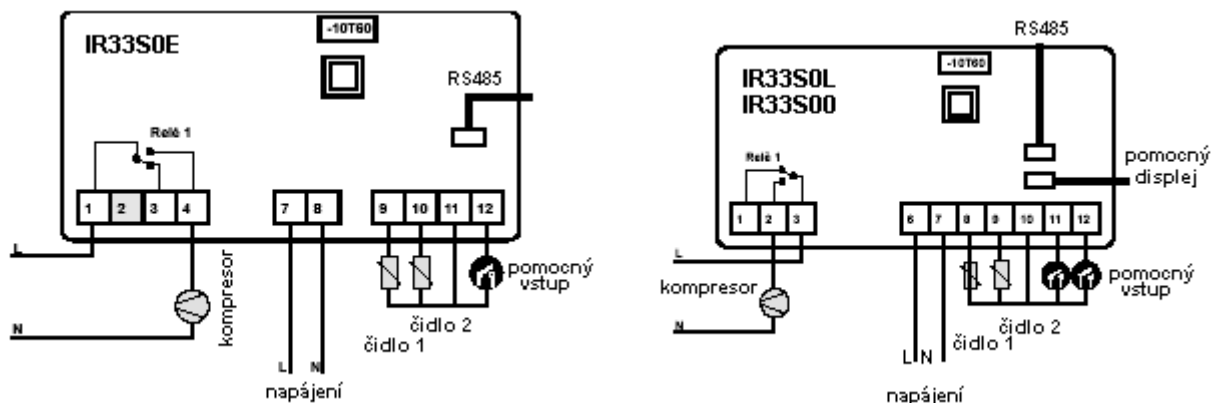 IR33S0E
-10T60
RS485
Relè 1
1 2 3 4
7 8
9 10 11 12
L
N
kompresor
pomocný
vstup
čidlo 2
čidlo 1
L N
napájení
RS485
IR33S0L
IR33S00
-10T60
pomocný
displej
Relè 1
1 2 3
6 7 8 9 10 11 12
L
kompresor
N
pomocný
vstup
čidlo 2
čidlo 1
L N
napájení